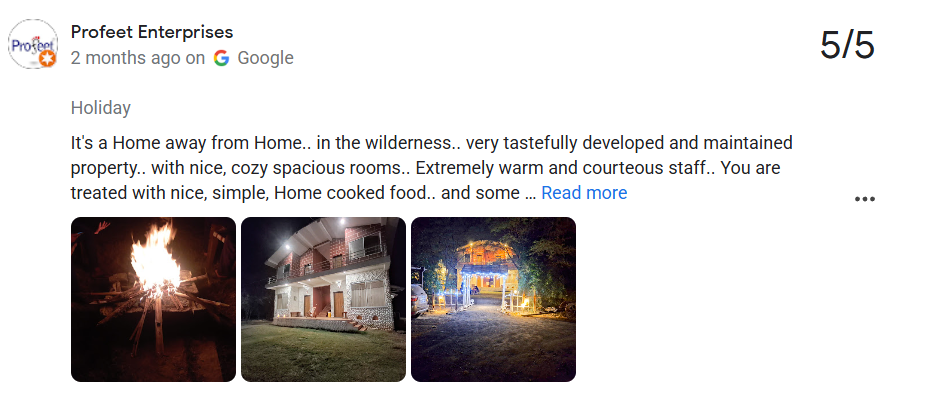 Profeet
Profeet Enterprises
2 months ago on Google
5/5
Holiday
It's a Home away from Home.. in the wilderness.. very tastefully developed and maintained
property.. with nice, cozy spacious rooms.. Extremely warm and courteous staff.. You are
treated with nice, simple, Home cooked food.. and some ... Read more